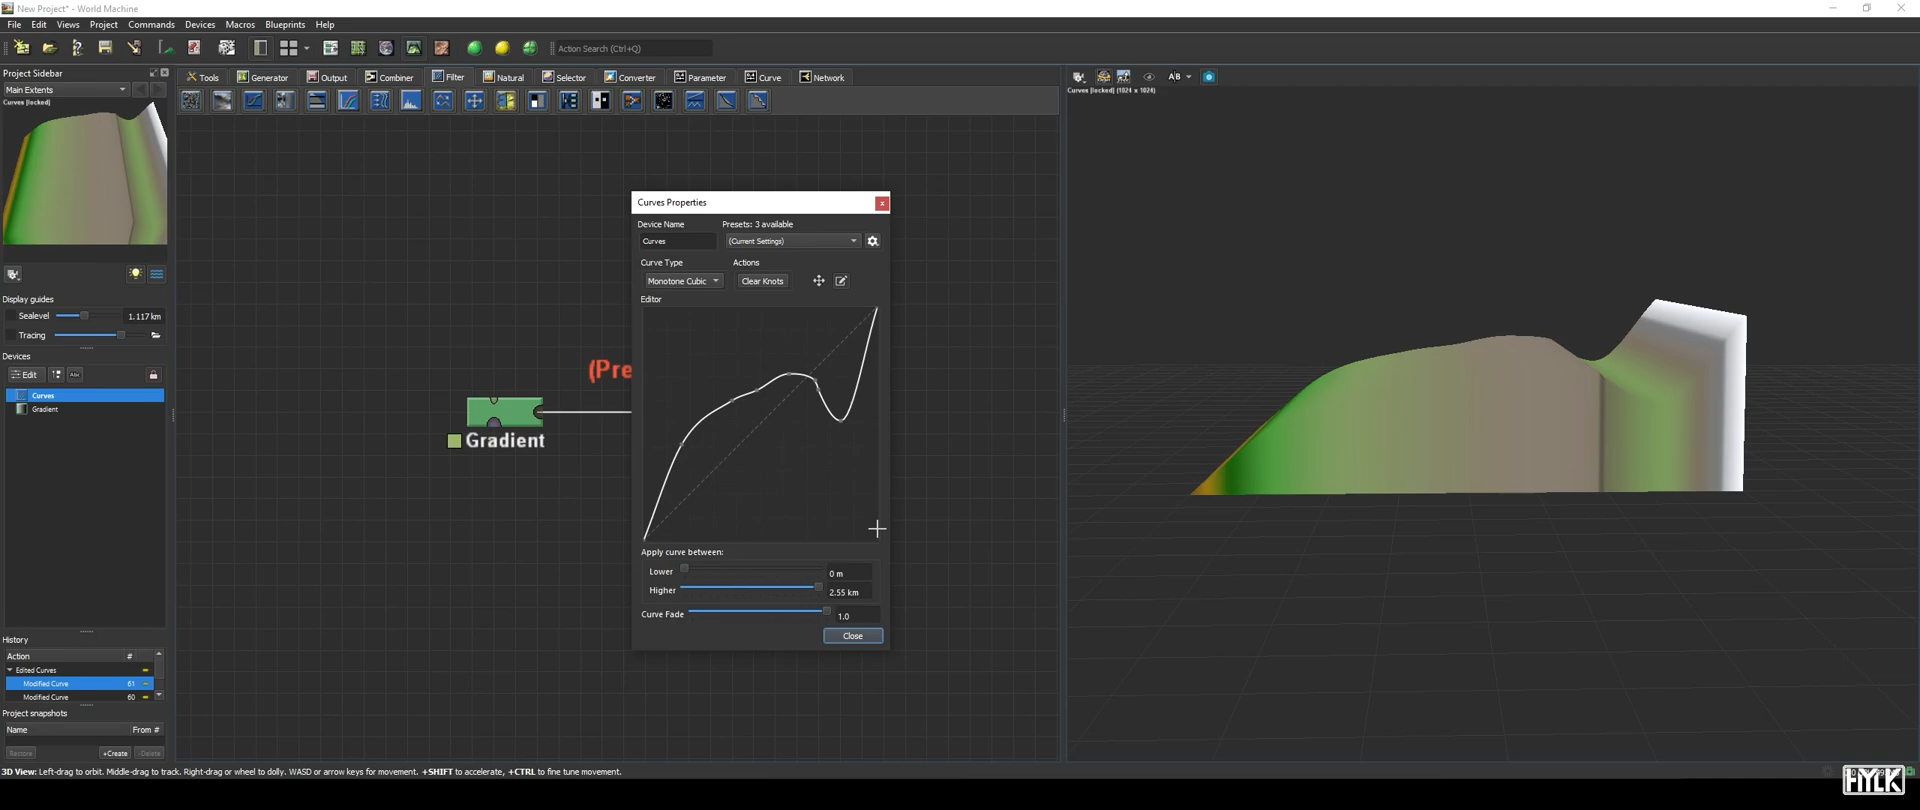 New Project* - World Machine
File Edit Views Project Commands Devices Macros Blueprints Help
Action Search (Ctrl+Q)
Project Sidebar
Main Extents
Curves [locked]
Tools Generator Output Combiner Filter Natural Selector Converter Parameter Curve Network
A/B
Curves [locked] (1024 x 1024)
Display guides
Sealevel 1.117 km
Tracing
Devices
Edit Abc
Curves
Gradient
History
Action #
Edited Curves
Modified Curve 61
Modified Curve 60
Project snapshots
Name From #
Restore +Create -Delete
(Pre
Gradient
Curves Properties
x
Device Name Presets: 3 available
Curves (Current Settings)
Curve Type Actions
Monotone Cubic Clear Knots
Editor
Apply curve between:
Lower 0 m
Higher 2.55 km
Curve Fade 1.0
Close
3D View: Left-drag to orbit. Middle-drag to track. Right-drag or wheel to dolly. WASD or arrow keys for movement. +SHIFT to accelerate, +CTRL to fine tune movement.
HYLK